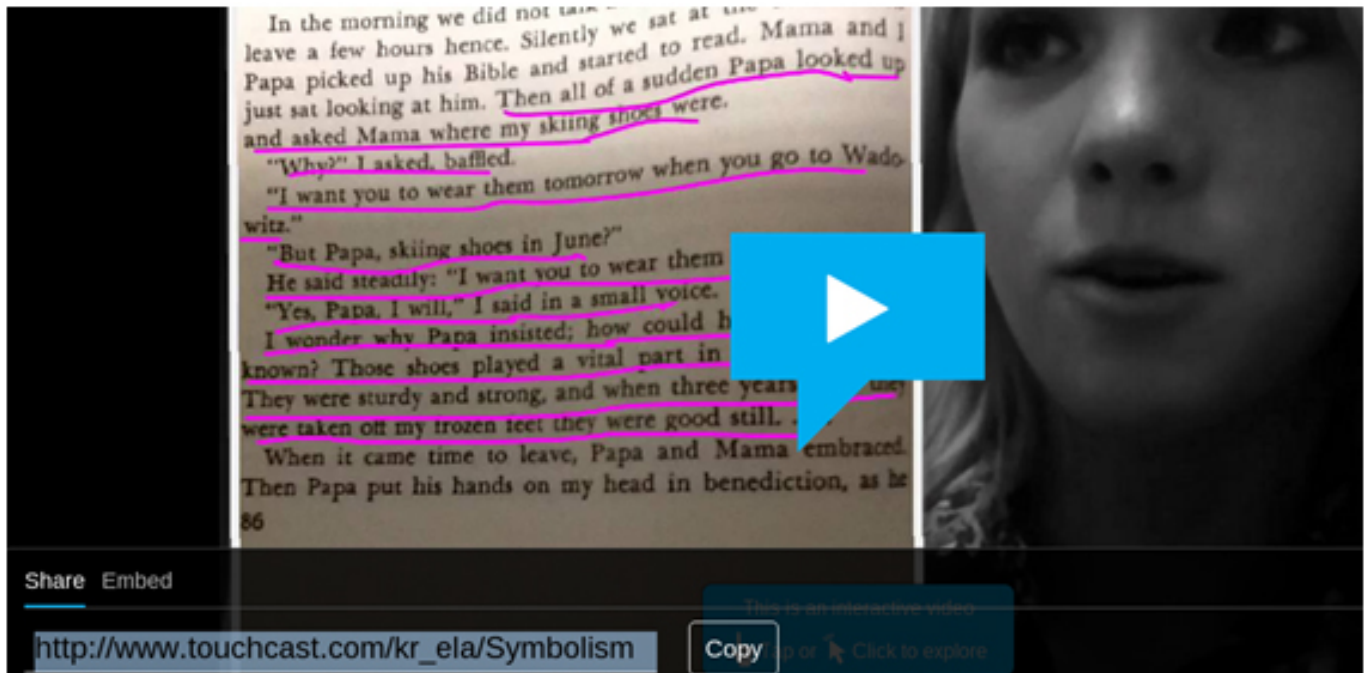 In the morning we did not
leave a few hours hence. Silently we sat at
Papa picked up his Bible and started to read. Mama and I
just sat looking at him. Then all of a sudden Papa looked up
and asked Mama where my skiing shoes were.
"Why?" I asked, baffled.
"I want you to wear them tomorrow when you go to Wado-
witz."
"But Papa, skiing shoes in June?"
He said steadily: "I want you to wear them
"Yes, Papa, I will," I said in a small voice.
I wonder why Papa insisted; how could h
known? Those shoes played a vital part in
They were sturdy and strong, and when three years they
were taken off my frozen feet they were good still. .
When it came time to leave, Papa and Mama embraced.
Then Papa put his hands on my head in benediction, as he
86
Share Embed
This is an interactive video
http://www.touchcast.com/kr_ela/Symbolism Copy
or Click to explore